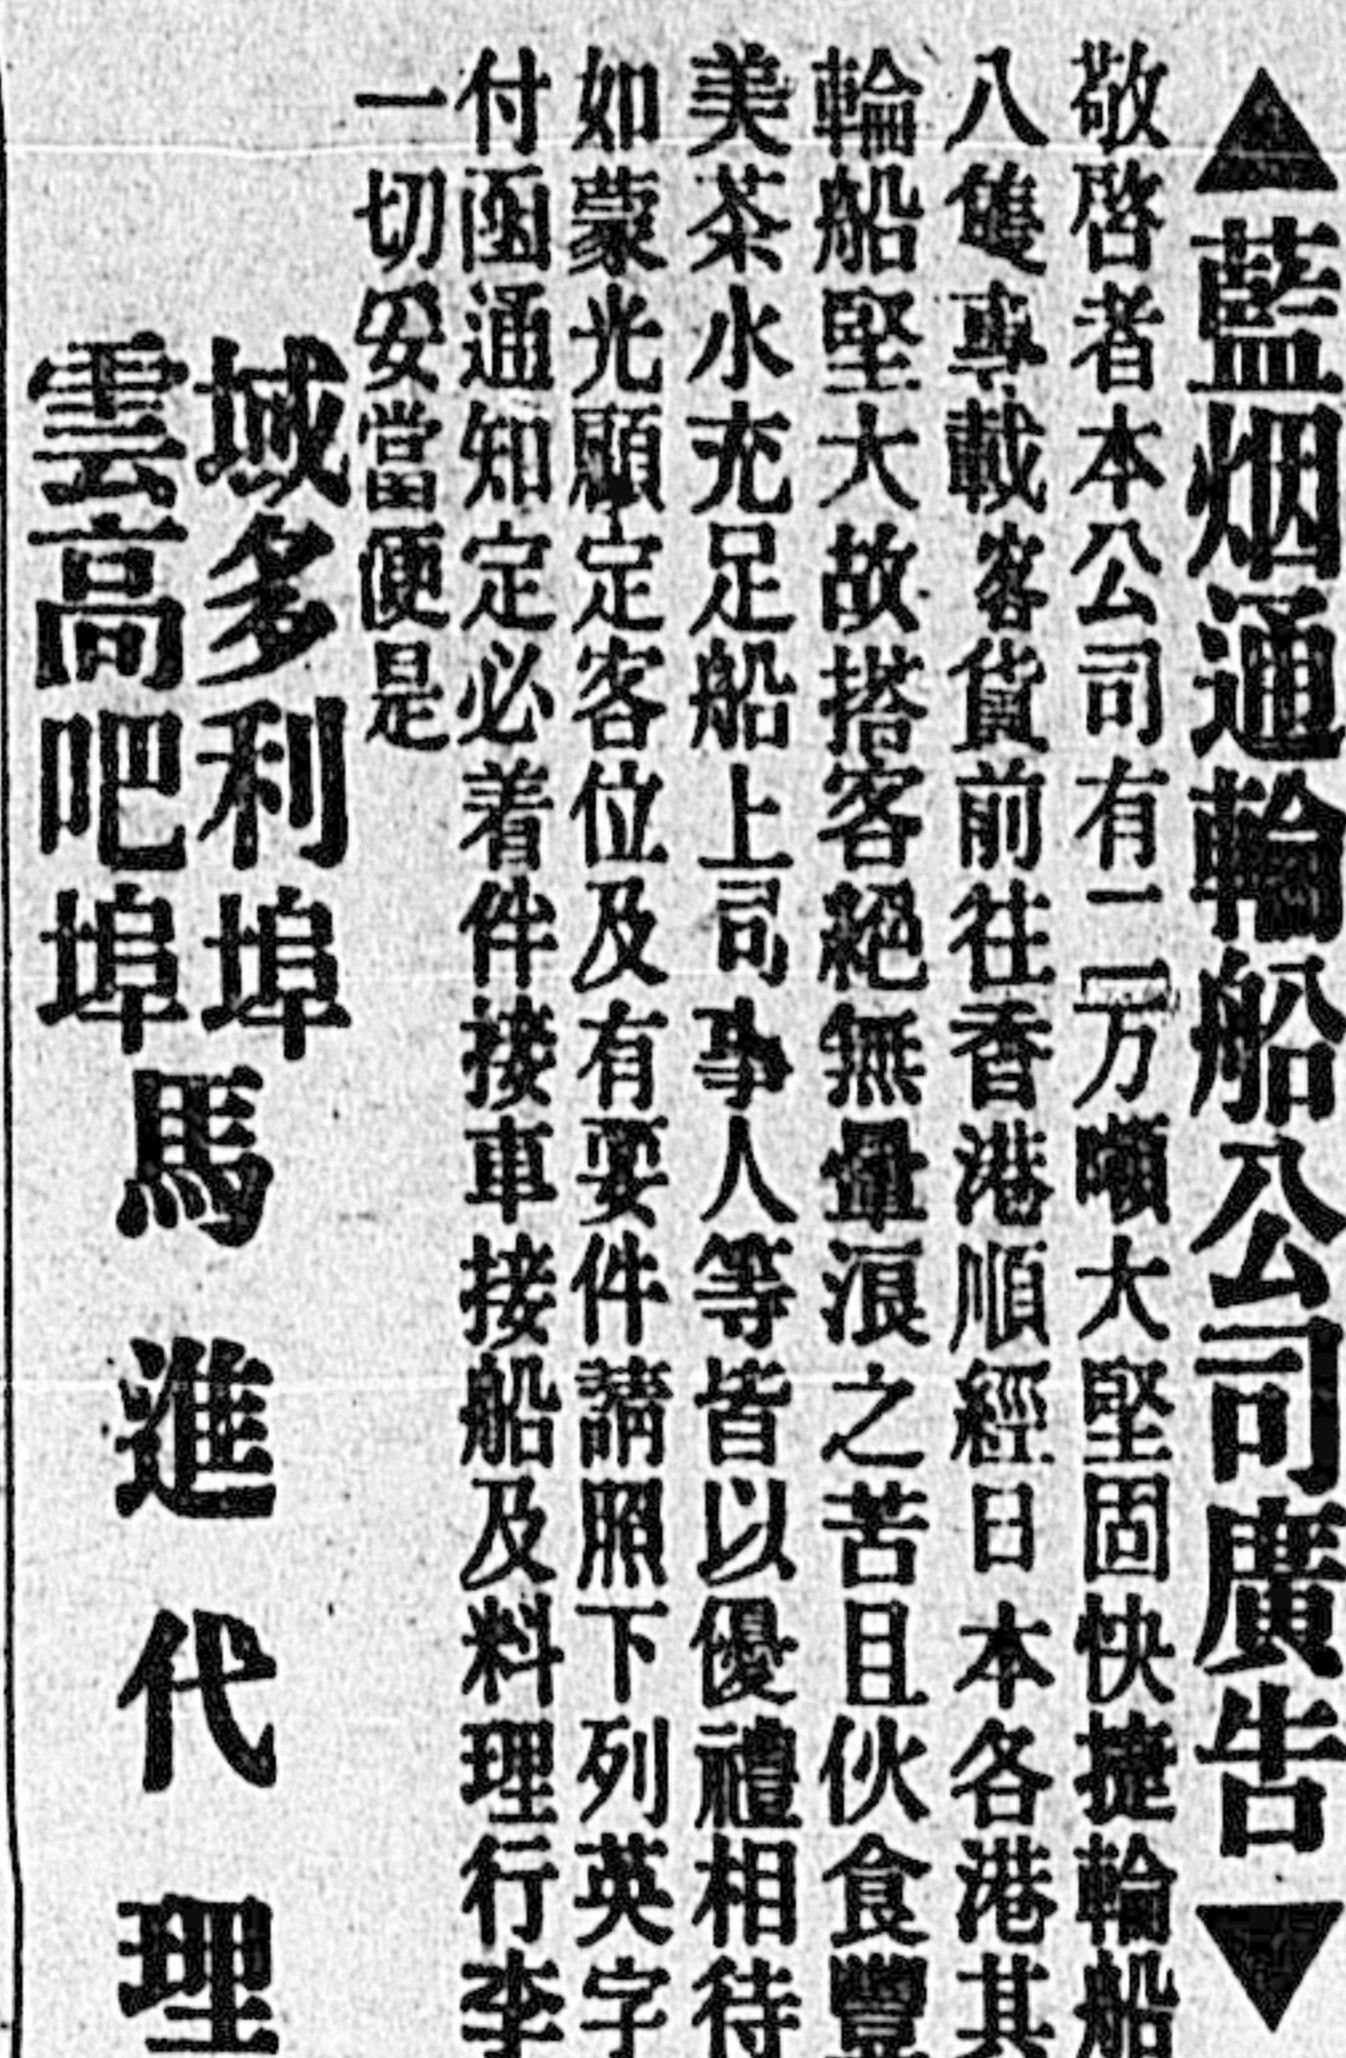 ▲藍烟通輪船公司廣告▼
敬啓者本公司有一二万噸大堅固快捷輪船
八隻專載客貨前往香港順經日本各港其
輪船堅大故搭客絕無暈浪之苦且伙食豐
美茶水充足船上司事人等皆以優禮相待
如蒙光顧定客位及有要件請照下列英字
付函通知定必着件接車接船及料理行李
一切妥當便是
域多利埠
雲高吧埠
馬進代理